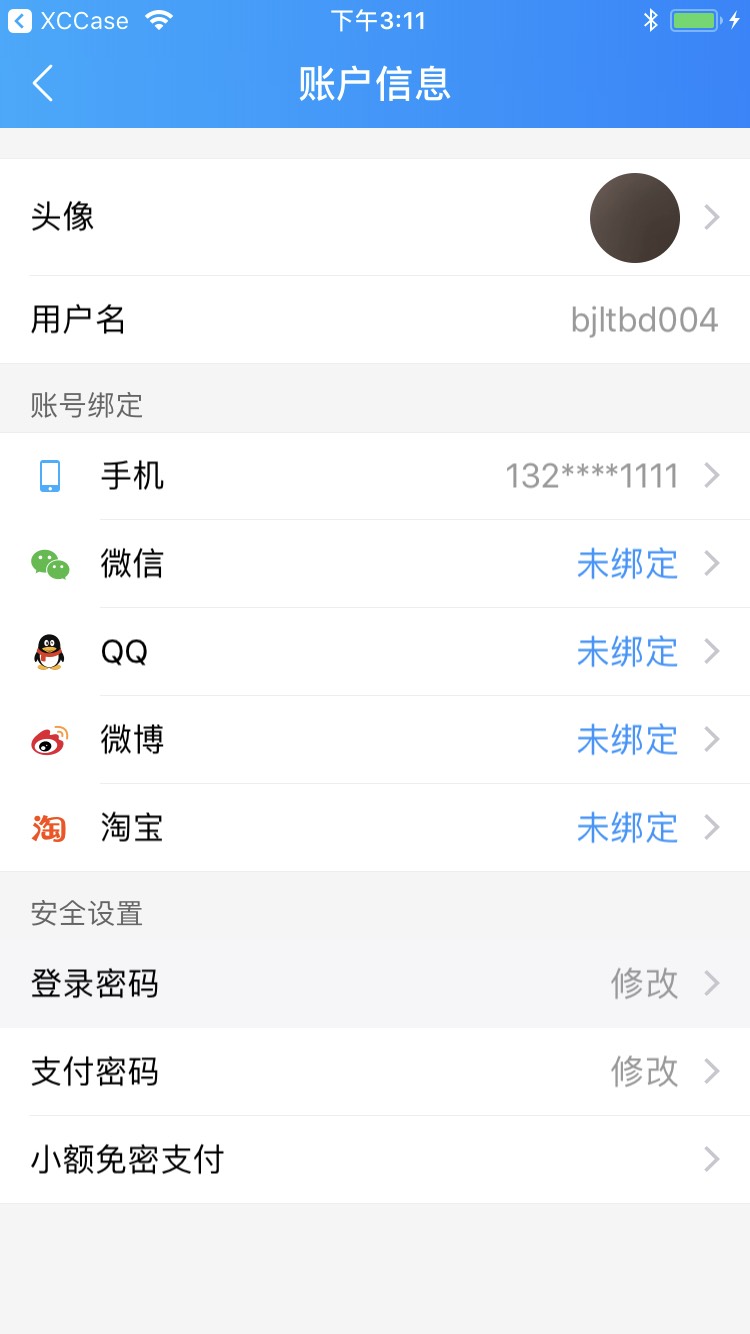 XCCase 下午3:11
账户信息
头像
用户名 bjltbd004
账号绑定
手机 132****1111
微信 未绑定
QQ 未绑定
微博 未绑定
淘 淘宝 未绑定
安全设置
登录密码 修改
支付密码 修改
小额免密支付